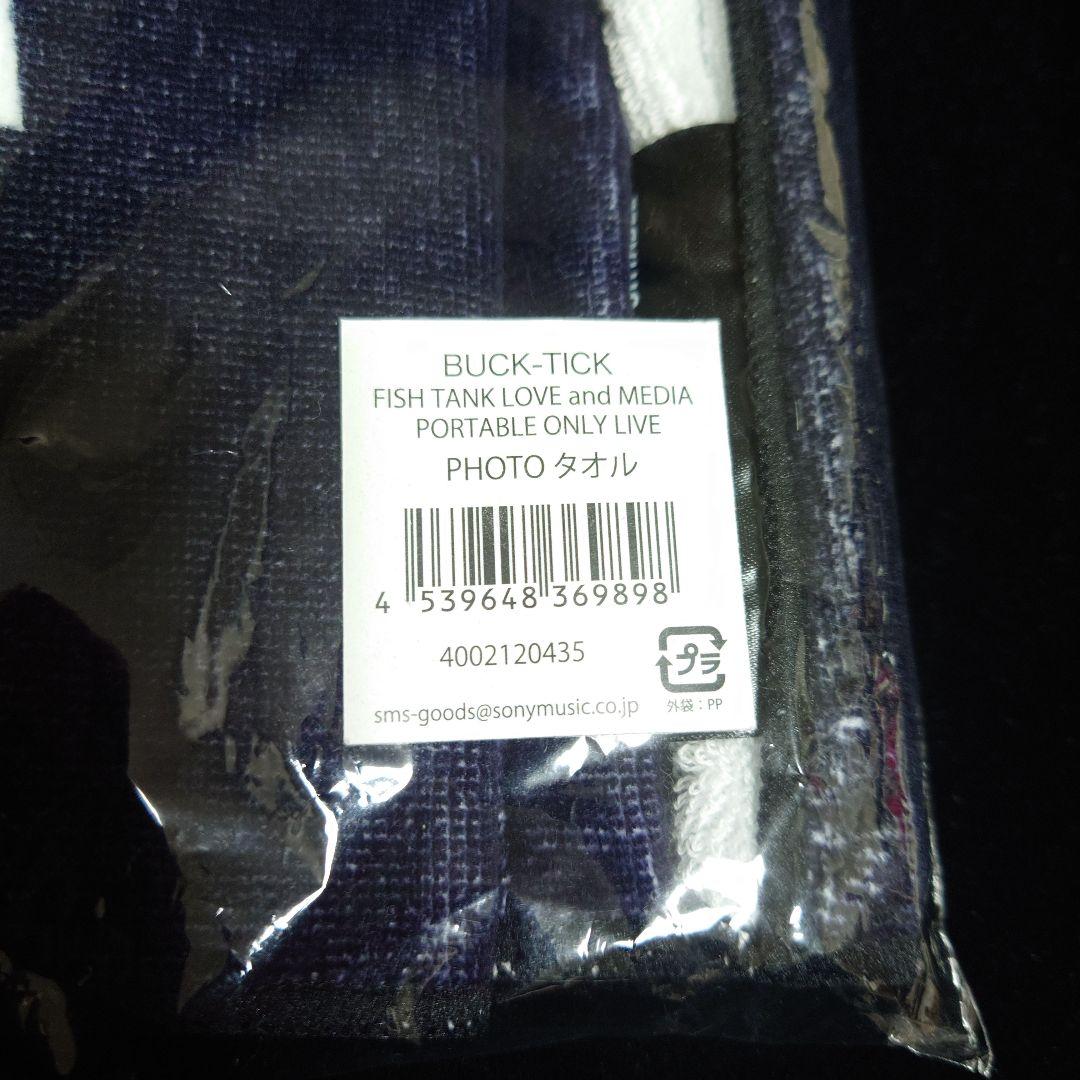 BUCK-TICK
FISH TANK LOVE and MEDIA
PORTABLE ONLY LIVE
PHOTO タオル
4 539648 369898
4002120435
プラ
sms-goods@sonymusic.co.jp
外袋：PP